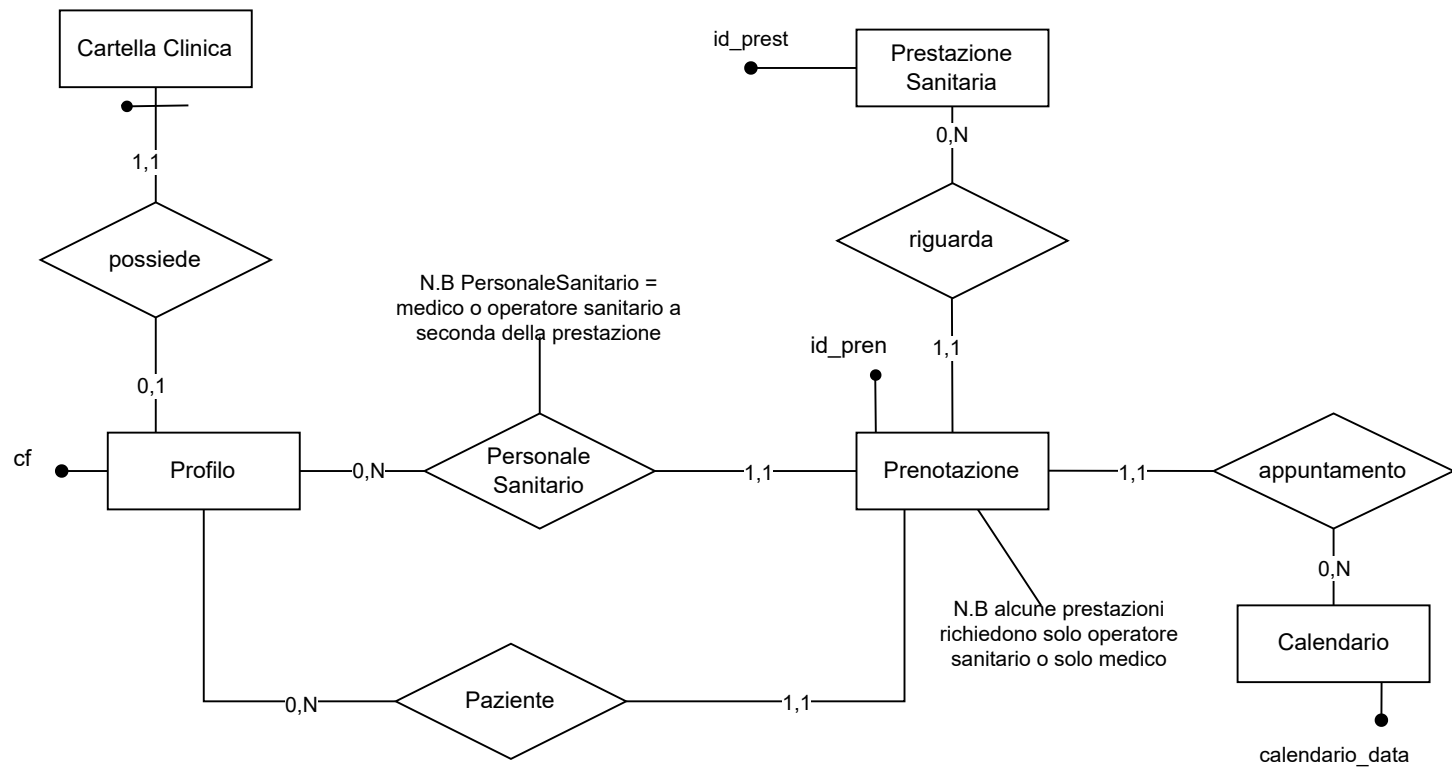 Cartella Clinica
id_prest
Prestazione
Sanitaria
0,N
1,1
possiede
riguarda
N.B PersonaleSanitario =
medico o operatore sanitario a
seconda della prestazione
id_pren
1,1
0,1
cf
Profilo
0,N
Personale
Sanitario
1,1
Prenotazione
1,1
appuntamento
0,N
N.B alcune prestazioni
richiedono solo operatore
sanitario o solo medico
Calendario
0,N
Paziente
1,1
calendario_data